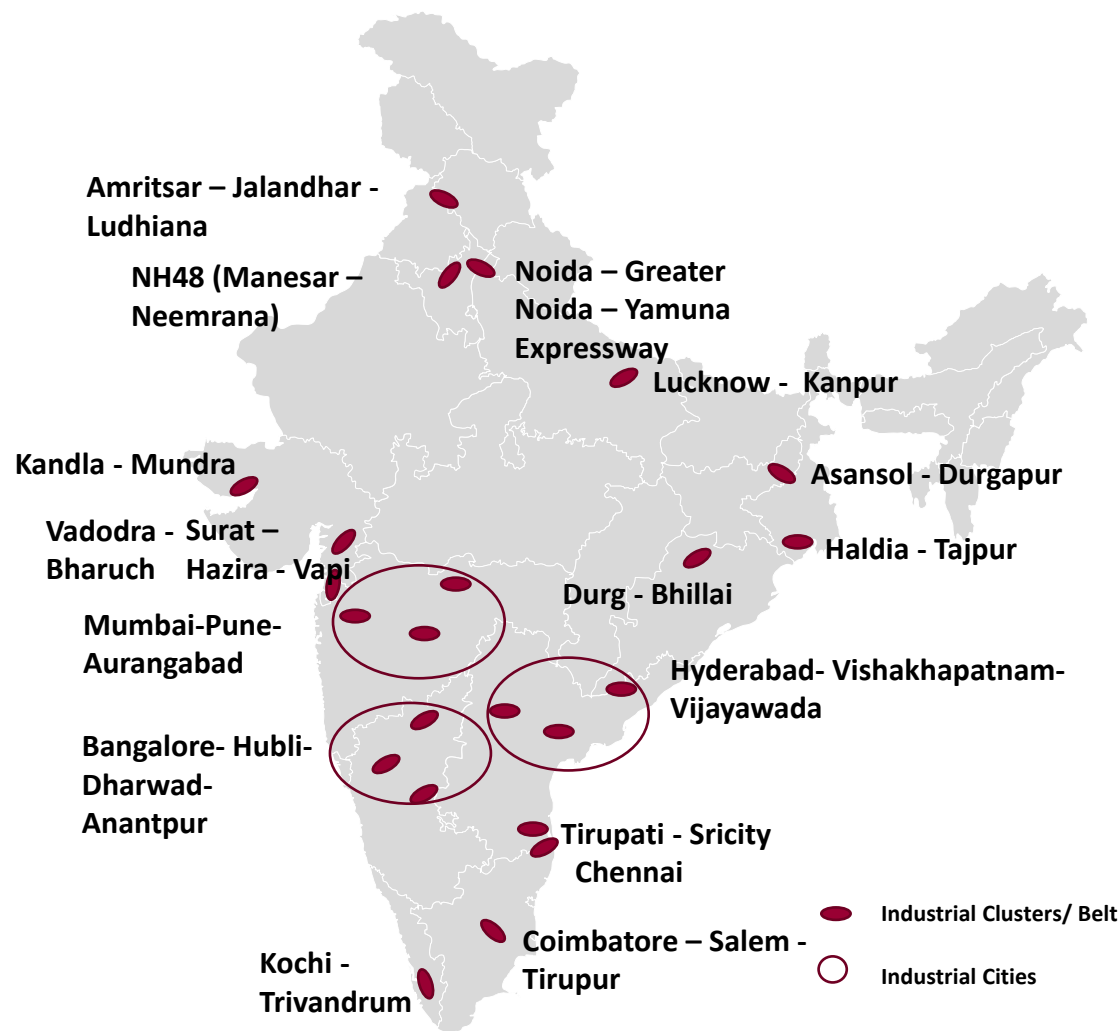 Amritsar – Jalandhar -
Ludhiana
NH48 (Manesar –
Neemrana)
Noida – Greater
Noida – Yamuna
Expressway
Lucknow -  Kanpur
Kandla - Mundra
Asansol - Durgapur
Vadodra -
Bharuch
Surat –
Hazira - Vapi
Haldia - Tajpur
Durg - Bhillai
Mumbai-Pune-
Aurangabad
Hyderabad- Vishakhapatnam-
Vijayawada
Bangalore- Hubli-
Dharwad-
Anantpur
Tirupati - Sricity
Chennai
Industrial Clusters/ Belt
Coimbatore – Salem -
Tirupur
Kochi -
Trivandrum
Industrial Cities